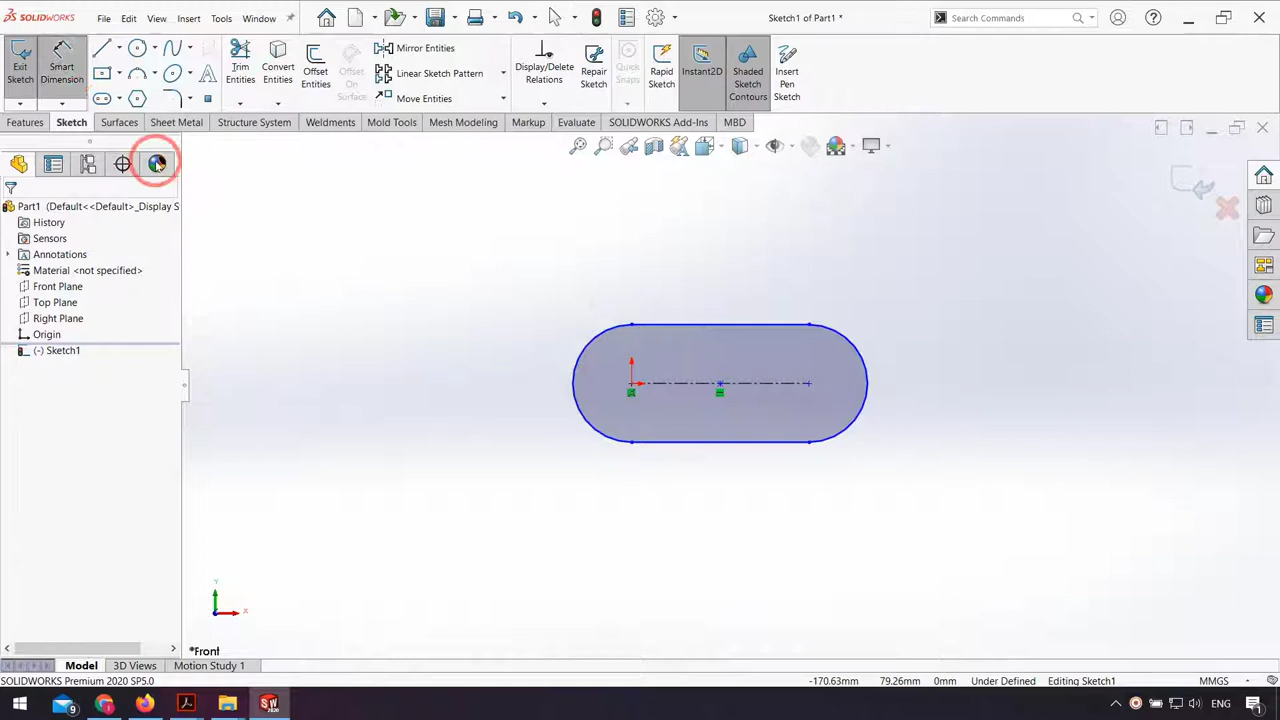 SOLIDWORKS File Edit View Insert Tools Window Sketch1 of Part1 * Search Commands
Exit Sketch
Smart Dimension
Trim Entities
Convert Entities
Offset Entities
Offset On Surface
Mirror Entities
Linear Sketch Pattern
Move Entities
Display/Delete Relations
Repair Sketch
Quick Snaps
Rapid Sketch
Instant2D
Shaded Sketch Contours
Insert Pen Sketch
Features Sketch Surfaces Sheet Metal Structure System Weldments Mold Tools Mesh Modeling Markup Evaluate SOLIDWORKS Add-Ins MBD
Part1 (Default<<Default>_Display S
History
Sensors
Annotations
Material <not specified>
Front Plane
Top Plane
Right Plane
Origin
(-) Sketch1
Y
X
*Front
Model 3D Views Motion Study 1
SOLIDWORKS Premium 2020 SP5.0 -170.63mm 79.26mm 0mm Under Defined Editing Sketch1 MMGS
9 SW 2020 ENG 1